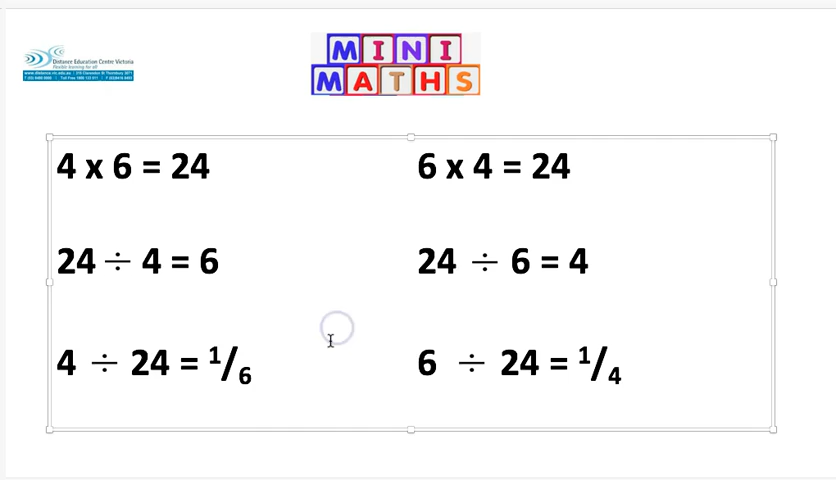 MINI
MATHS
Distance Education Centre Victoria
4 x 6 = 24
6 x 4 = 24
24 ÷ 4 = 6
24 ÷ 6 = 4
4 ÷ 24 = 1/6
6 ÷ 24 = 1/4